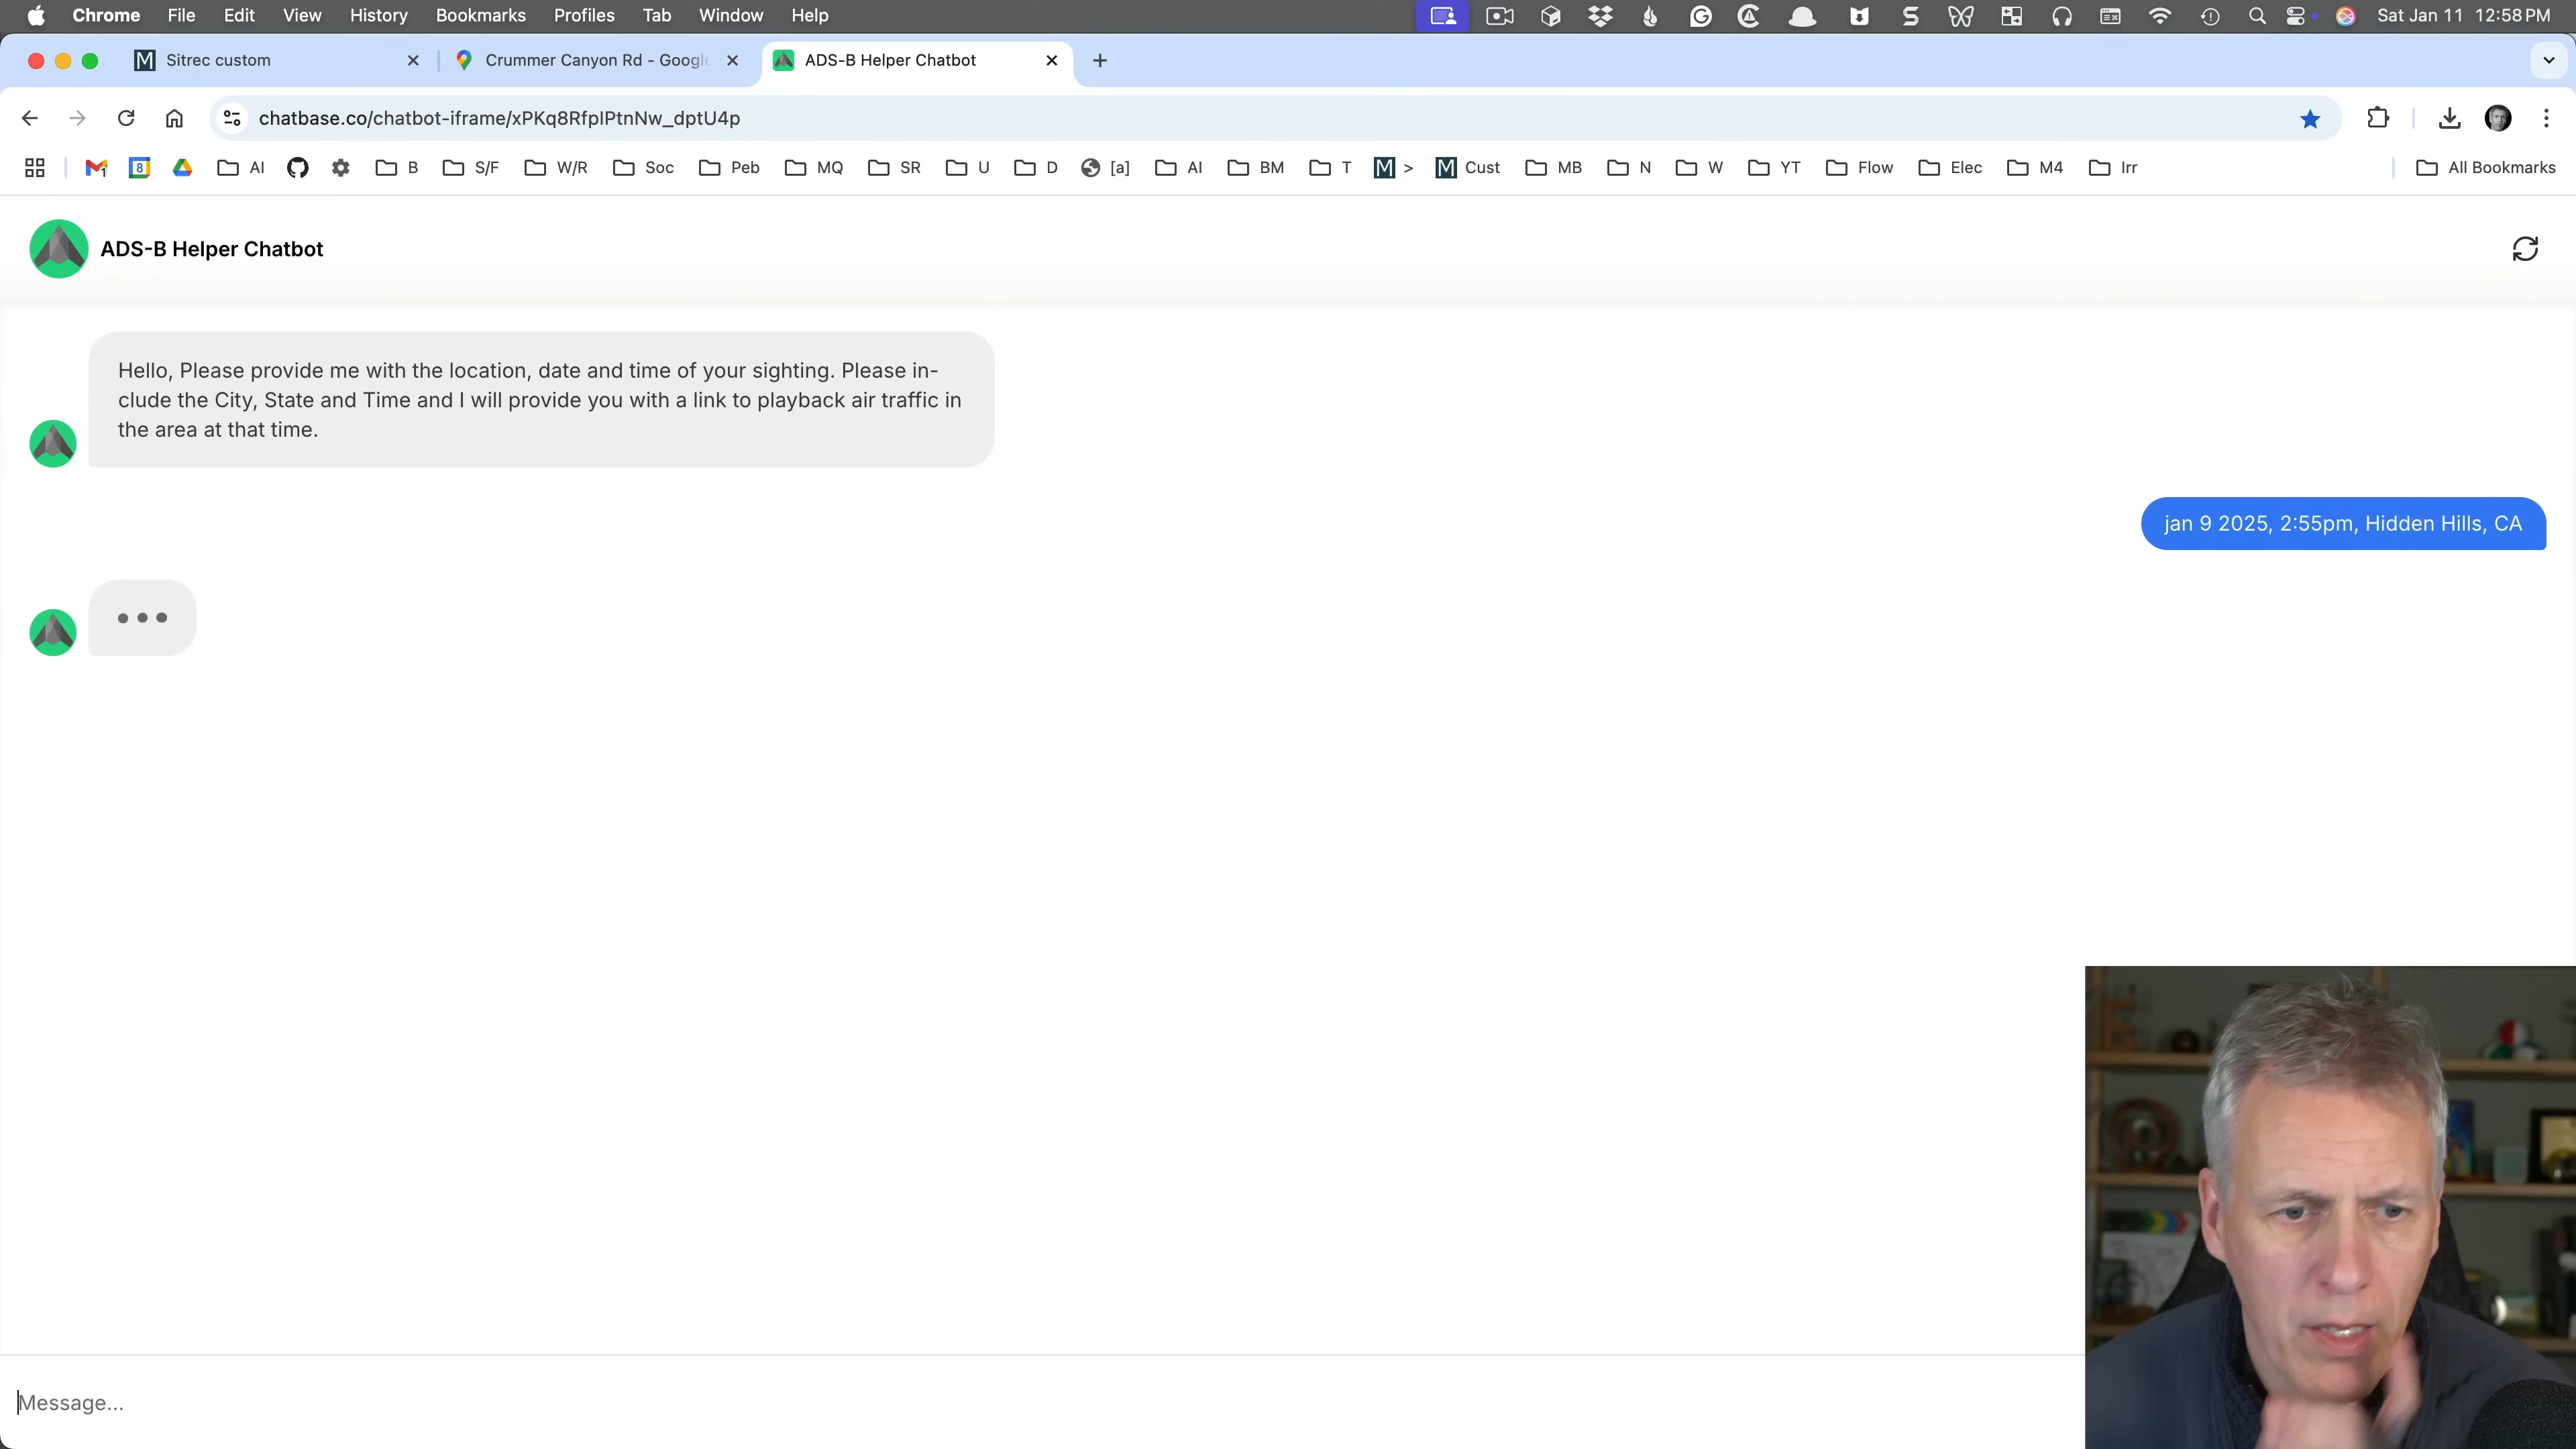 Chrome File Edit View History Bookmarks Profiles Tab Window Help Sat Jan 11 12:58 PM
M Sitrec custom Crummer Canyon Rd - Google ADS-B Helper Chatbot
chatbase.co/chatbot-iframe/xPKq8RfpIPtnNw_dptU4p
AI B S/F W/R Soc Peb MQ SR U D [a] AI BM T M > M Cust MB N W YT Flow Elec M4 Irr All Bookmarks
ADS-B Helper Chatbot
Hello, Please provide me with the location, date and time of your sighting. Please in-
clude the City, State and Time and I will provide you with a link to playback air traffic in
the area at that time.
jan 9 2025, 2:55pm, Hidden Hills, CA
Message...